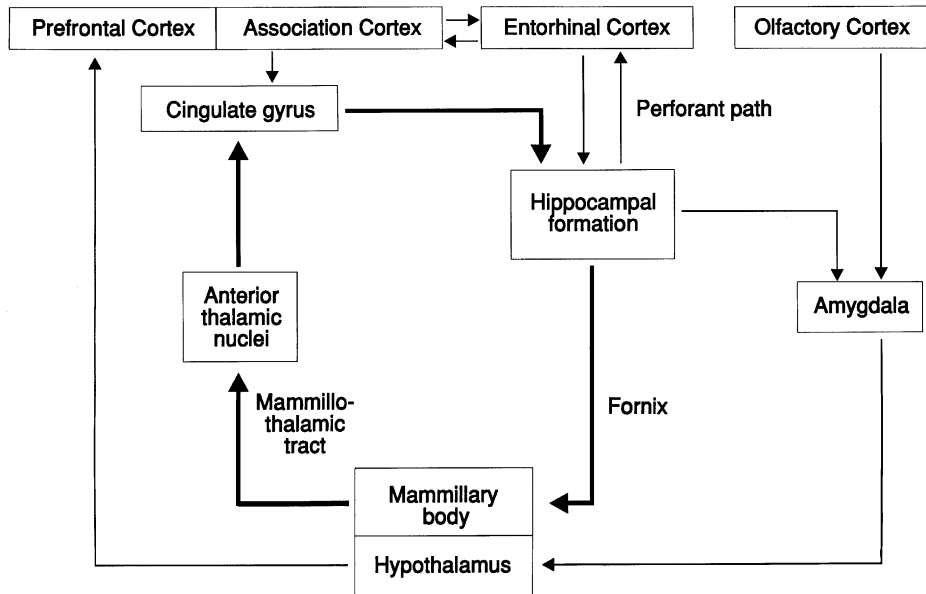 Prefrontal Cortex
Association Cortex
Entorhinal Cortex
Olfactory Cortex
Cingulate gyrus
Perforant path
Hippocampal
formation
Anterior
thalamic
nuclei
Amygdala
Mammillo-
thalamic
tract
Fornix
Mammillary
body
Hypothalamus